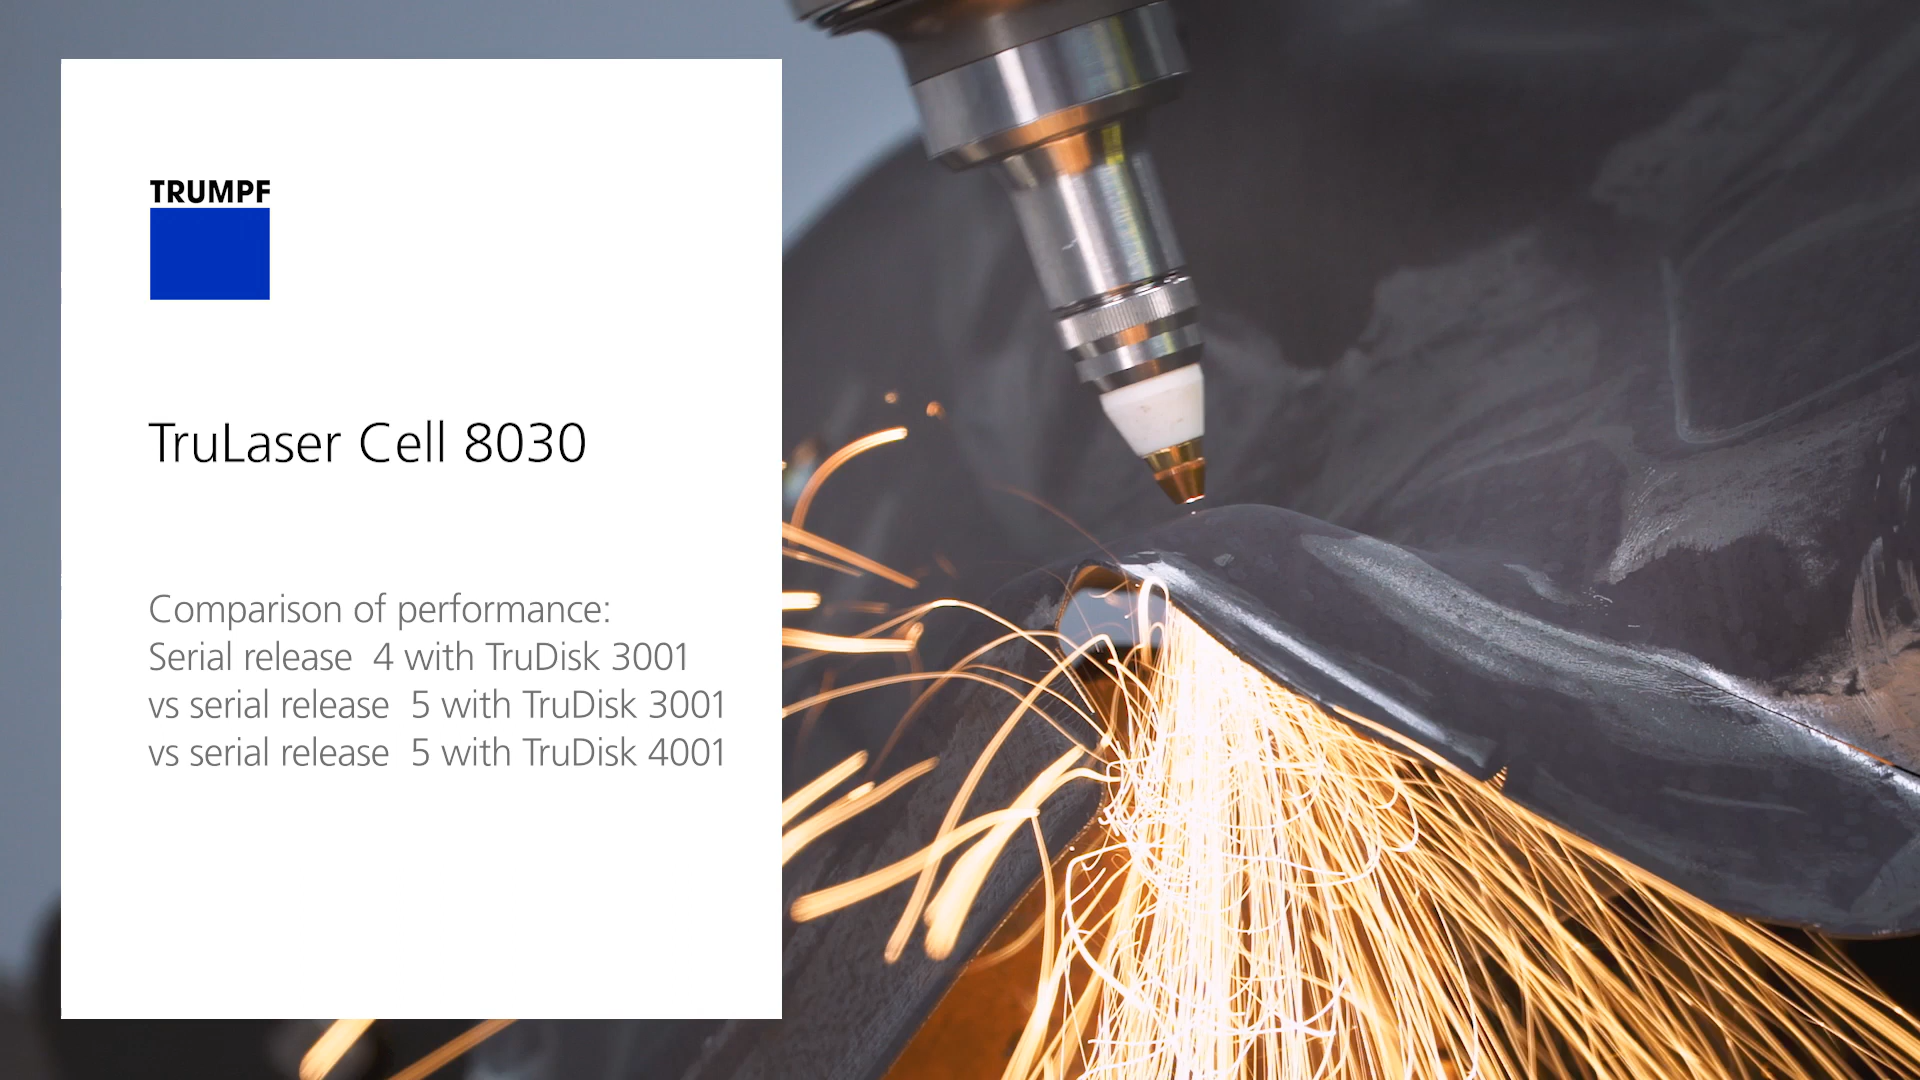 TRUMPF
TruLaser Cell 8030
Comparison of performance:
Serial release 4 with TruDisk 3001
vs serial release 5 with TruDisk 3001
vs serial release 5 with TruDisk 4001